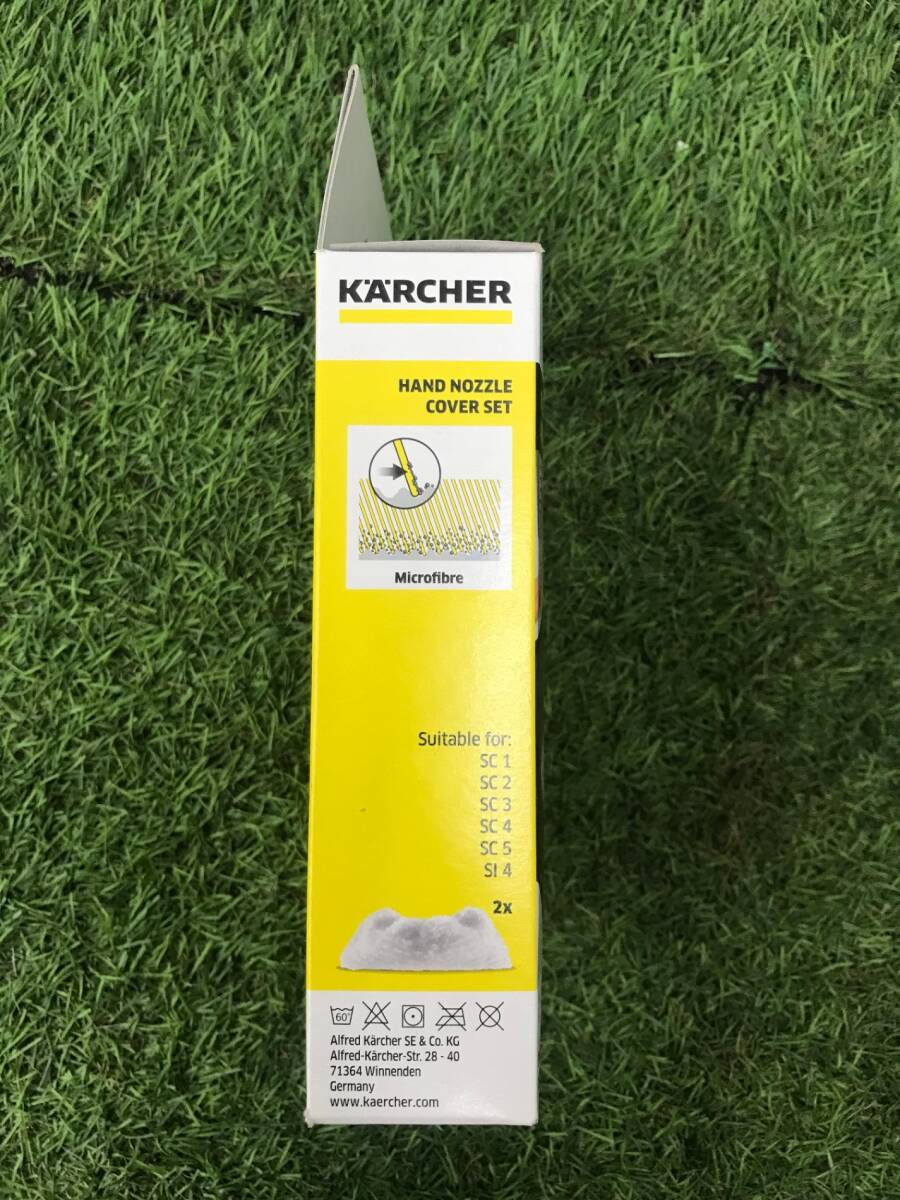 KÄRCHER
HAND NOZZLE
COVER SET
Microfibre
Suitable for:
SC 1
SC 2
SC 3
SC 4
SC 5
SI 4
2x
60°
Alfred Kärcher SE & Co. KG
Alfred-Kärcher-Str. 28 - 40
71364 Winnenden
Germany
www.kaercher.com